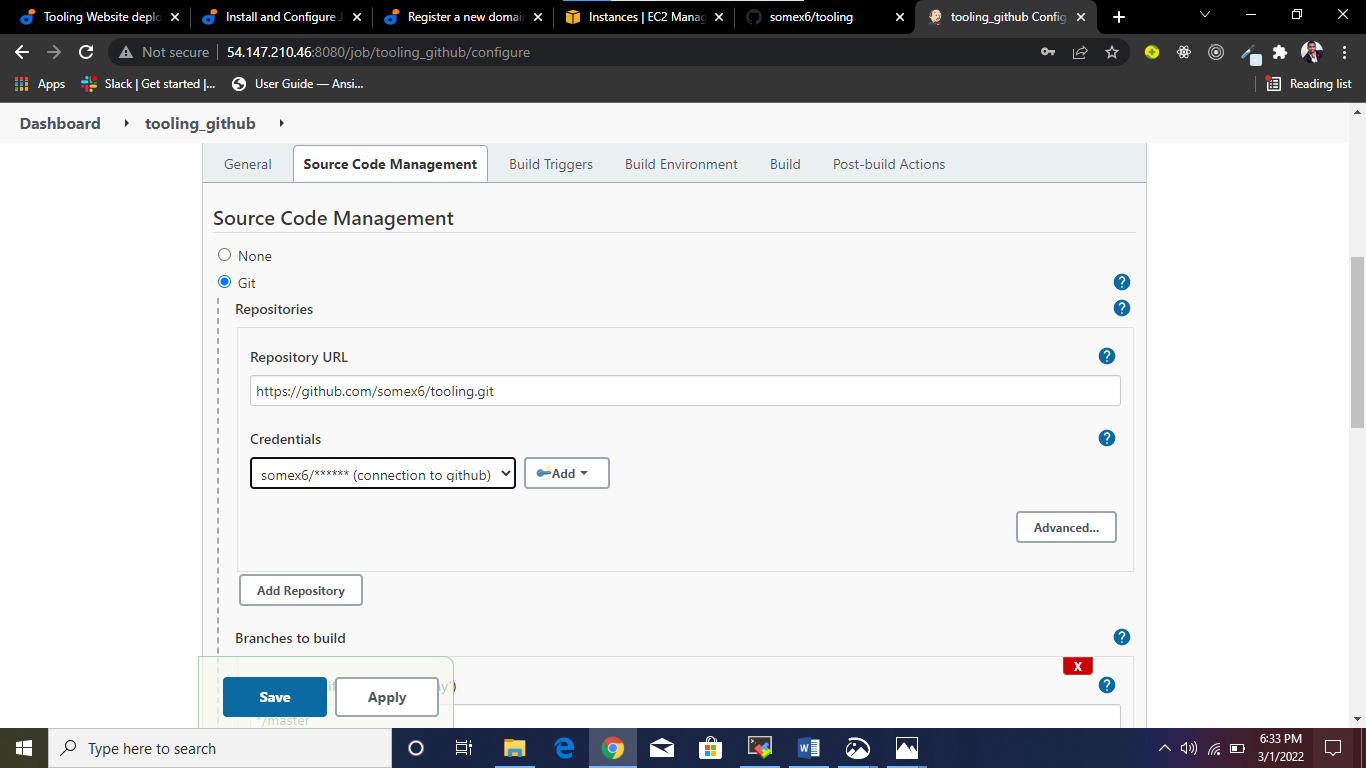 Tooling Website deplo
Install and Configure J
Register a new domain
Instances | EC2 Manag
somex6/tooling
tooling_github Config
Not secure
54.147.210.46:8080/job/tooling_github/configure
Apps
Slack | Get started |...
User Guide — Ansi...
Reading list
Dashboard
tooling_github
General
Source Code Management
Build Triggers
Build Environment
Build
Post-build Actions
Source Code Management
None
Git
Repositories
Repository URL
https://github.com/somex6/tooling.git
Credentials
somex6/****** (connection to github)
Add
Advanced...
Add Repository
Branches to build
X
Save
Apply
*/master
Type here to search
6:33 PM
3/1/2022